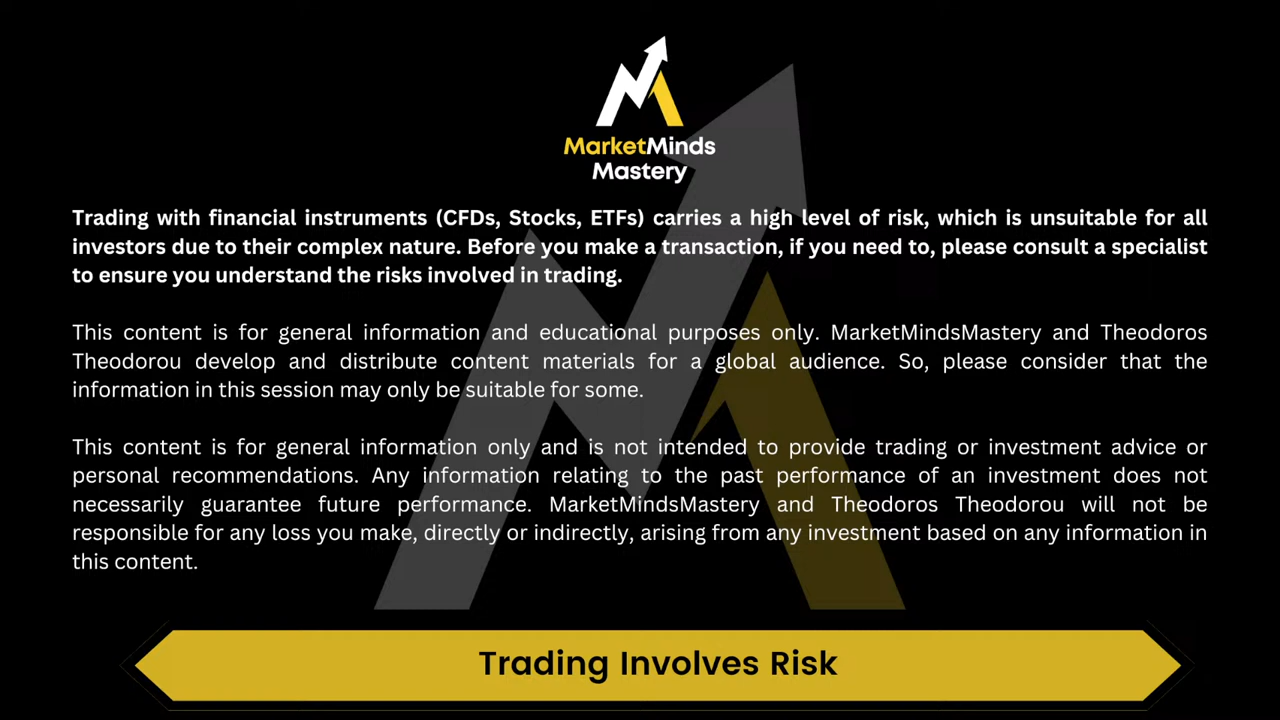 MarketMinds
Mastery
Trading with financial instruments (CFDs, Stocks, ETFs) carries a high level of risk, which is unsuitable for all
investors due to their complex nature. Before you make a transaction, if you need to, please consult a specialist
to ensure you understand the risks involved in trading.
This content is for general information and educational purposes only. MarketMindsMastery and Theodoros
Theodorou develop and distribute content materials for a global audience. So, please consider that the
information in this session may only be suitable for some.
This content is for general information only and is not intended to provide trading or investment advice or
personal recommendations. Any information relating to the past performance of an investment does not
necessarily guarantee future performance. MarketMindsMastery and Theodoros Theodorou will not be
responsible for any loss you make, directly or indirectly, arising from any investment based on any information in
this content.
Trading Involves Risk